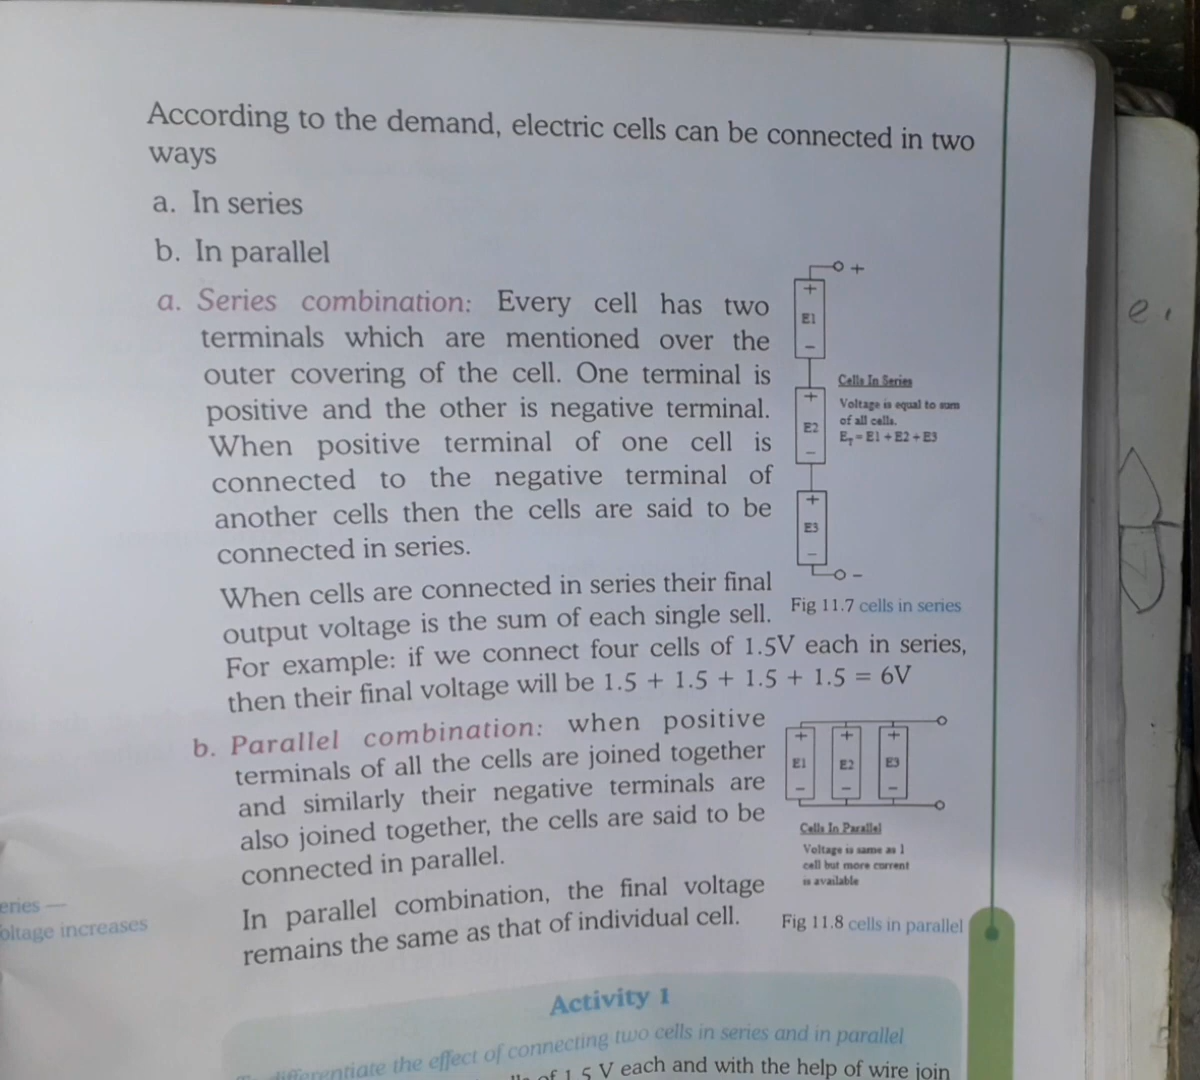 According to the demand, electric cells can be connected in two
ways
a. In series
b. In parallel
a. Series combination: Every cell has two
terminals which are mentioned over the
outer covering of the cell. One terminal is
positive and the other is negative terminal.
When positive terminal of one cell is
connected to the negative terminal of
another cells then the cells are said to be
connected in series.
When cells are connected in series their final
output voltage is the sum of each single sell.
For example: if we connect four cells of 1.5V each in series,
then their final voltage will be 1.5 + 1.5 + 1.5 + 1.5 = 6V
+
+
E1
-
+
E2
-
+
E3
-
-
Cells In Series
Voltage is equal to sum
of all cells.
E_T = E1 + E2 + E3
Fig 11.7 cells in series
b. Parallel combination: when positive
terminals of all the cells are joined together
and similarly their negative terminals are
also joined together, the cells are said to be
connected in parallel.
In parallel combination, the final voltage
remains the same as that of individual cell.
+ + +
E1 E2 E3
- - -
Cells In Parallel
Voltage is same as 1
cell but more current
is available
Fig 11.8 cells in parallel
eries —
oltage increases
e
Activity 1
differentiate the effect of connecting two cells in series and in parallel
of 1.5 V each and with the help of wire join